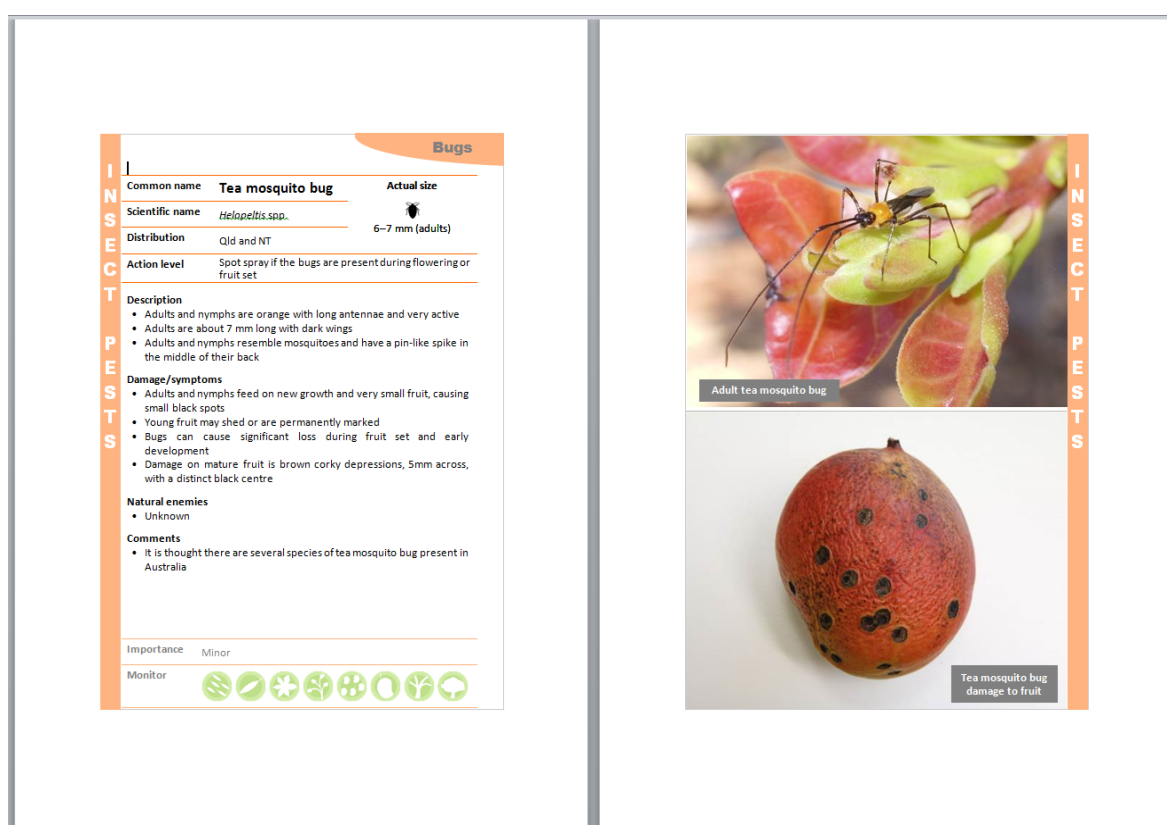 Bugs
INSECT PESTS
Common name Tea mosquito bug Actual size
Scientific name Helopeltis spp.
6–7 mm (adults)
Distribution Qld and NT
Action level Spot spray if the bugs are present during flowering or
fruit set
Description
• Adults and nymphs are orange with long antennae and very active
• Adults are about 7 mm long with dark wings
• Adults and nymphs resemble mosquitoes and have a pin-like spike in
the middle of their back
Damage/symptoms
• Adults and nymphs feed on new growth and very small fruit, causing
small black spots
• Young fruit may shed or are permanently marked
• Bugs can cause significant loss during fruit set and early
development
• Damage on mature fruit is brown corky depressions, 5mm across,
with a distinct black centre
Natural enemies
• Unknown
Comments
• It is thought there are several species of tea mosquito bug present in
Australia
Importance Minor
Monitor
Adult tea mosquito bug
Tea mosquito bug
damage to fruit
INSECT PESTS